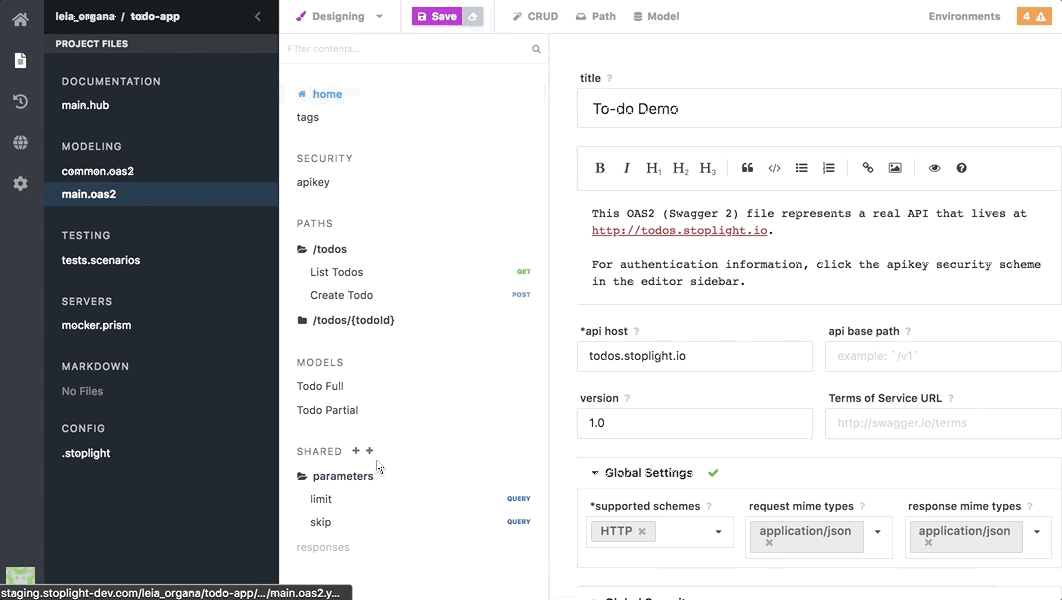 leia_organa / todo-app
Designing
Save
CRUD
Path
Model
Environments
4
PROJECT FILES
DOCUMENTATION
main.hub
MODELING
common.oas2
main.oas2
TESTING
tests.scenarios
SERVERS
mocker.prism
MARKDOWN
No Files
CONFIG
.stoplight
staging.stoplight-dev.com/leia_organa/todo-app/.../main.oas2.y...
Filter contents...
home
tags
SECURITY
apikey
PATHS
/todos
List Todos GET
Create Todo POST
/todos/{todoId}
MODELS
Todo Full
Todo Partial
SHARED + +
parameters
limit QUERY
skip QUERY
responses
title ?
To-do Demo
B I H1 H2 H3
This OAS2 (Swagger 2) file represents a real API that lives at
http://todos.stoplight.io.
For authentication information, click the apikey security scheme
in the editor sidebar.
*api host ? api base path ?
todos.stoplight.io example: `/v1`
version ? Terms of Service URL ?
1.0 http://swagger.io/terms
Global Settings
*supported schemes ? request mime types ? response mime types ?
HTTP application/json application/json